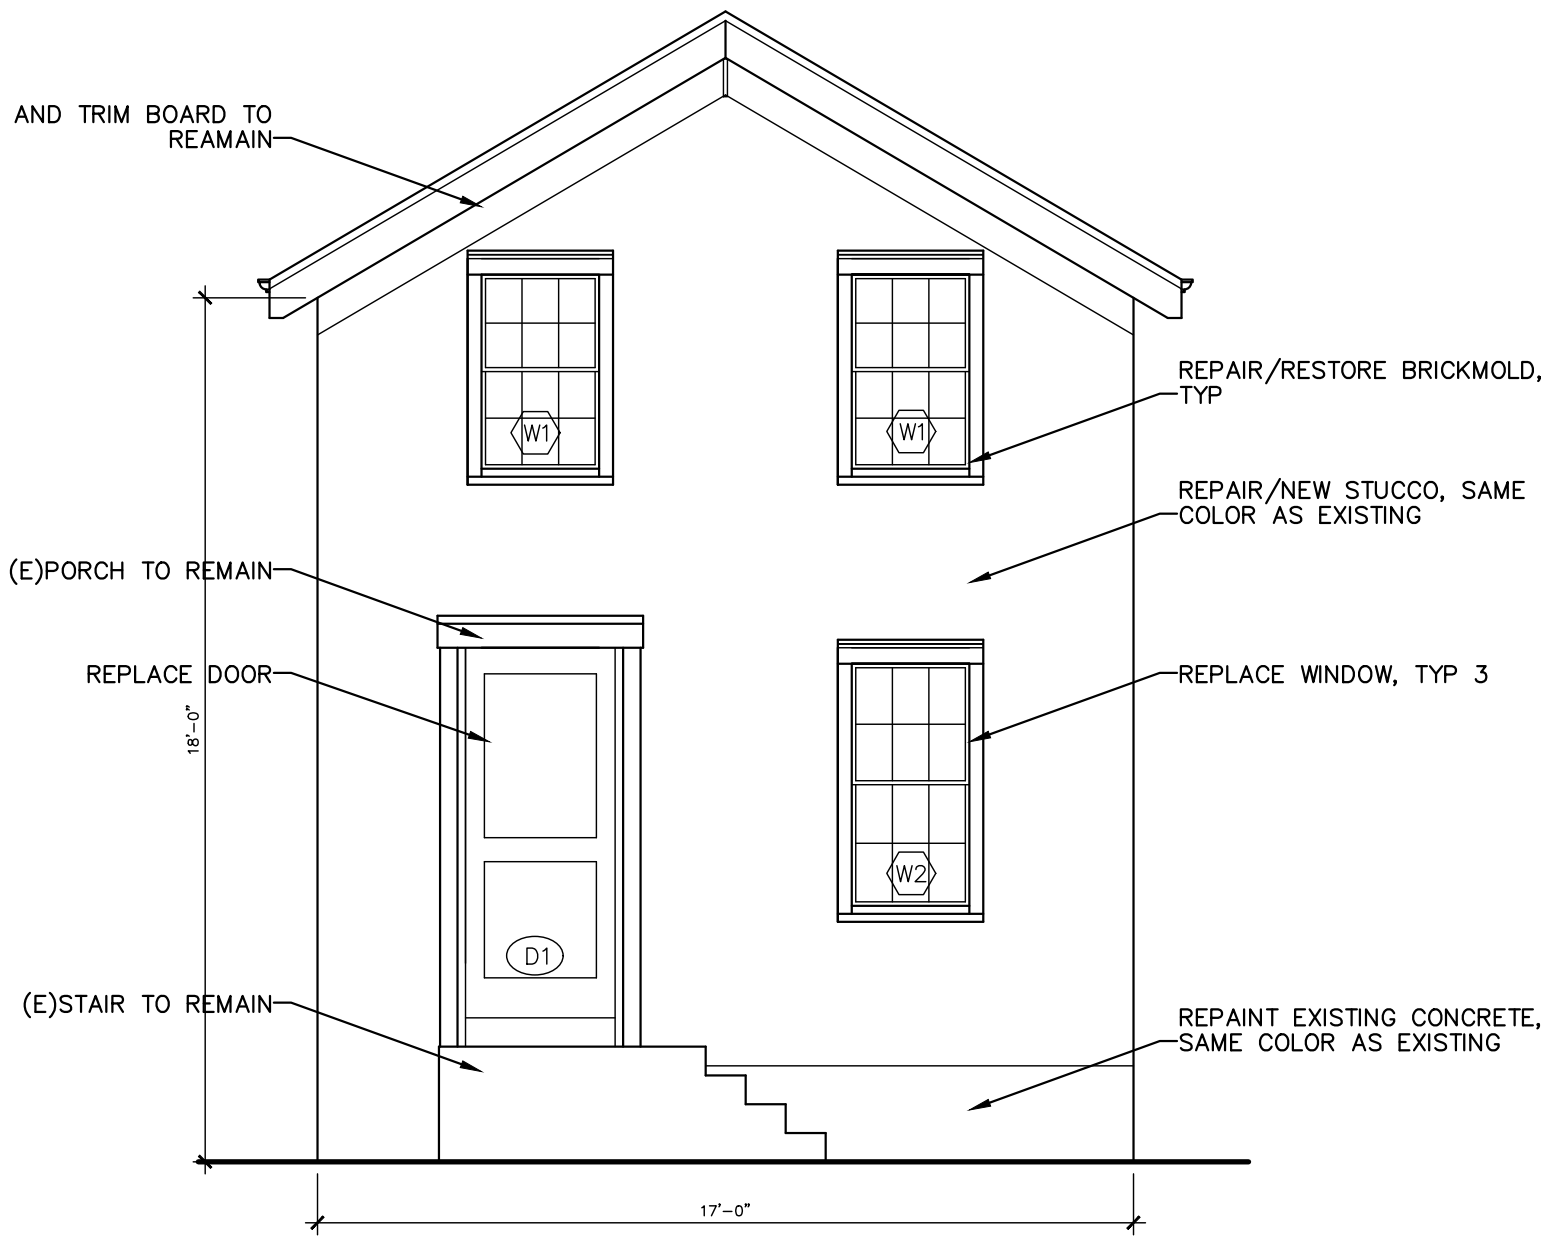 AND TRIM BOARD TO
REAMAIN
REPAIR/RESTORE BRICKMOLD,
TYP
W1
W1
REPAIR/NEW STUCCO, SAME
COLOR AS EXISTING
(E)PORCH TO REMAIN
REPLACE DOOR
REPLACE WINDOW, TYP 3
18'-0"
W2
D1
(E)STAIR TO REMAIN
REPAINT EXISTING CONCRETE,
SAME COLOR AS EXISTING
17'-0"